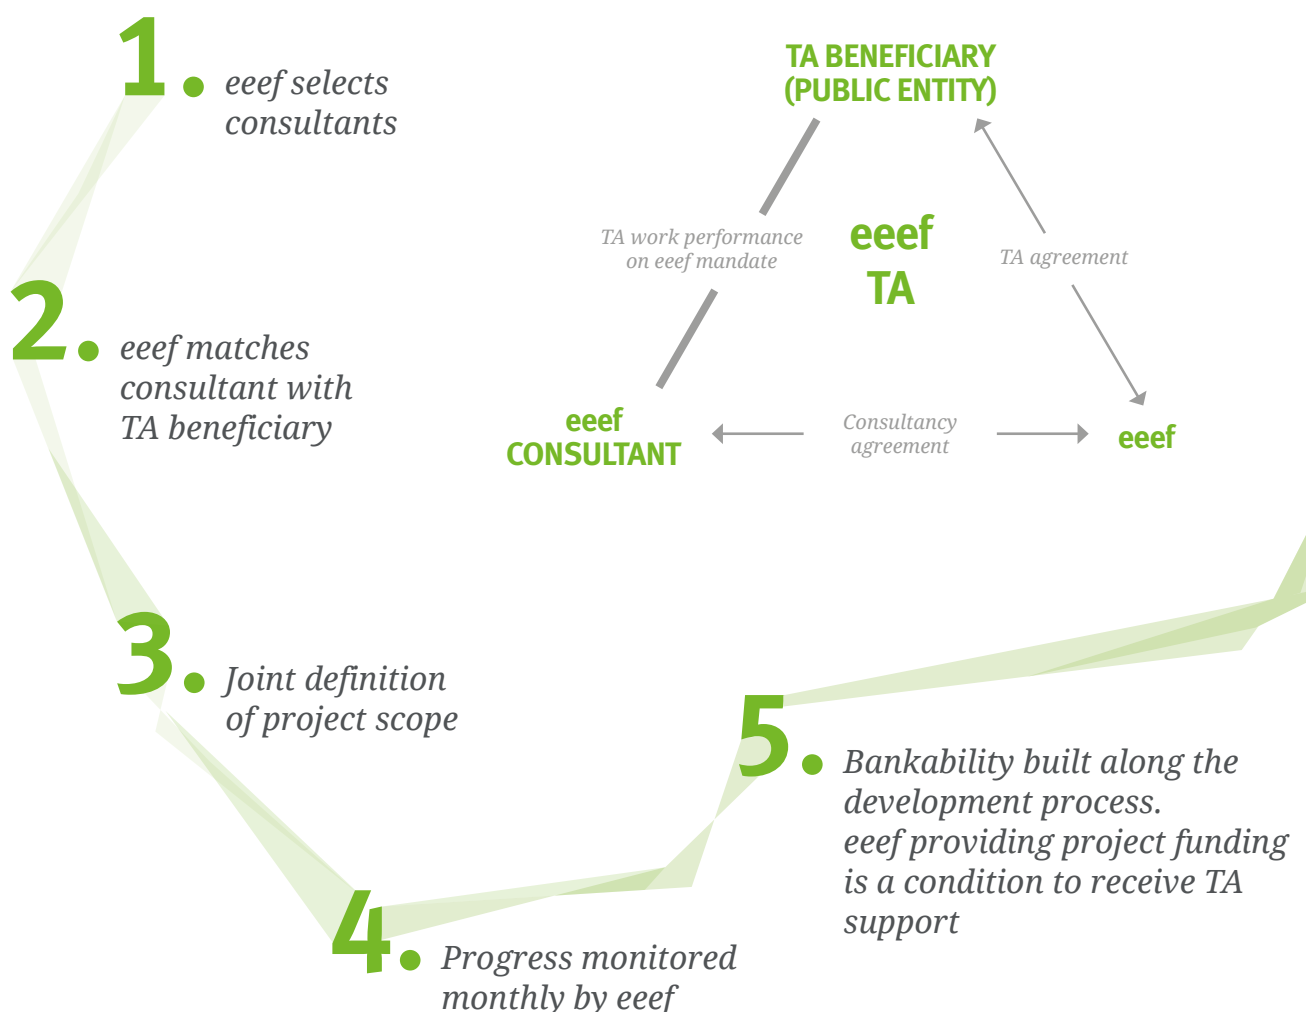 1.
eeef selects
consultants
TA BENEFICIARY
(PUBLIC ENTITY)
TA work performance
on eeef mandate
eeef
TA
TA agreement
eeef
CONSULTANT
Consultancy
agreement
eeef
2.
eeef matches
consultant with
TA beneficiary
3.
Joint definition
of project scope
4.
Progress monitored
monthly by eeef
5.
Bankability built along the
development process.
eeef providing project funding
is a condition to receive TA
support